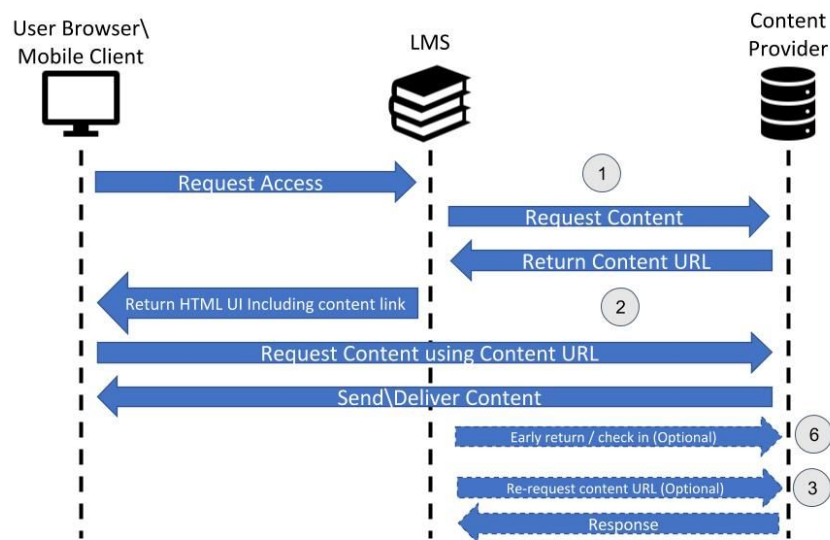 User Browser\
Mobile Client
LMS
Content
Provider
Request Access
1
Request Content
Return Content URL
Return HTML UI Including content link
2
Request Content using Content URL
Send\Deliver Content
Early return / check in (Optional)
6
Re-request content URL (Optional)
3
Response